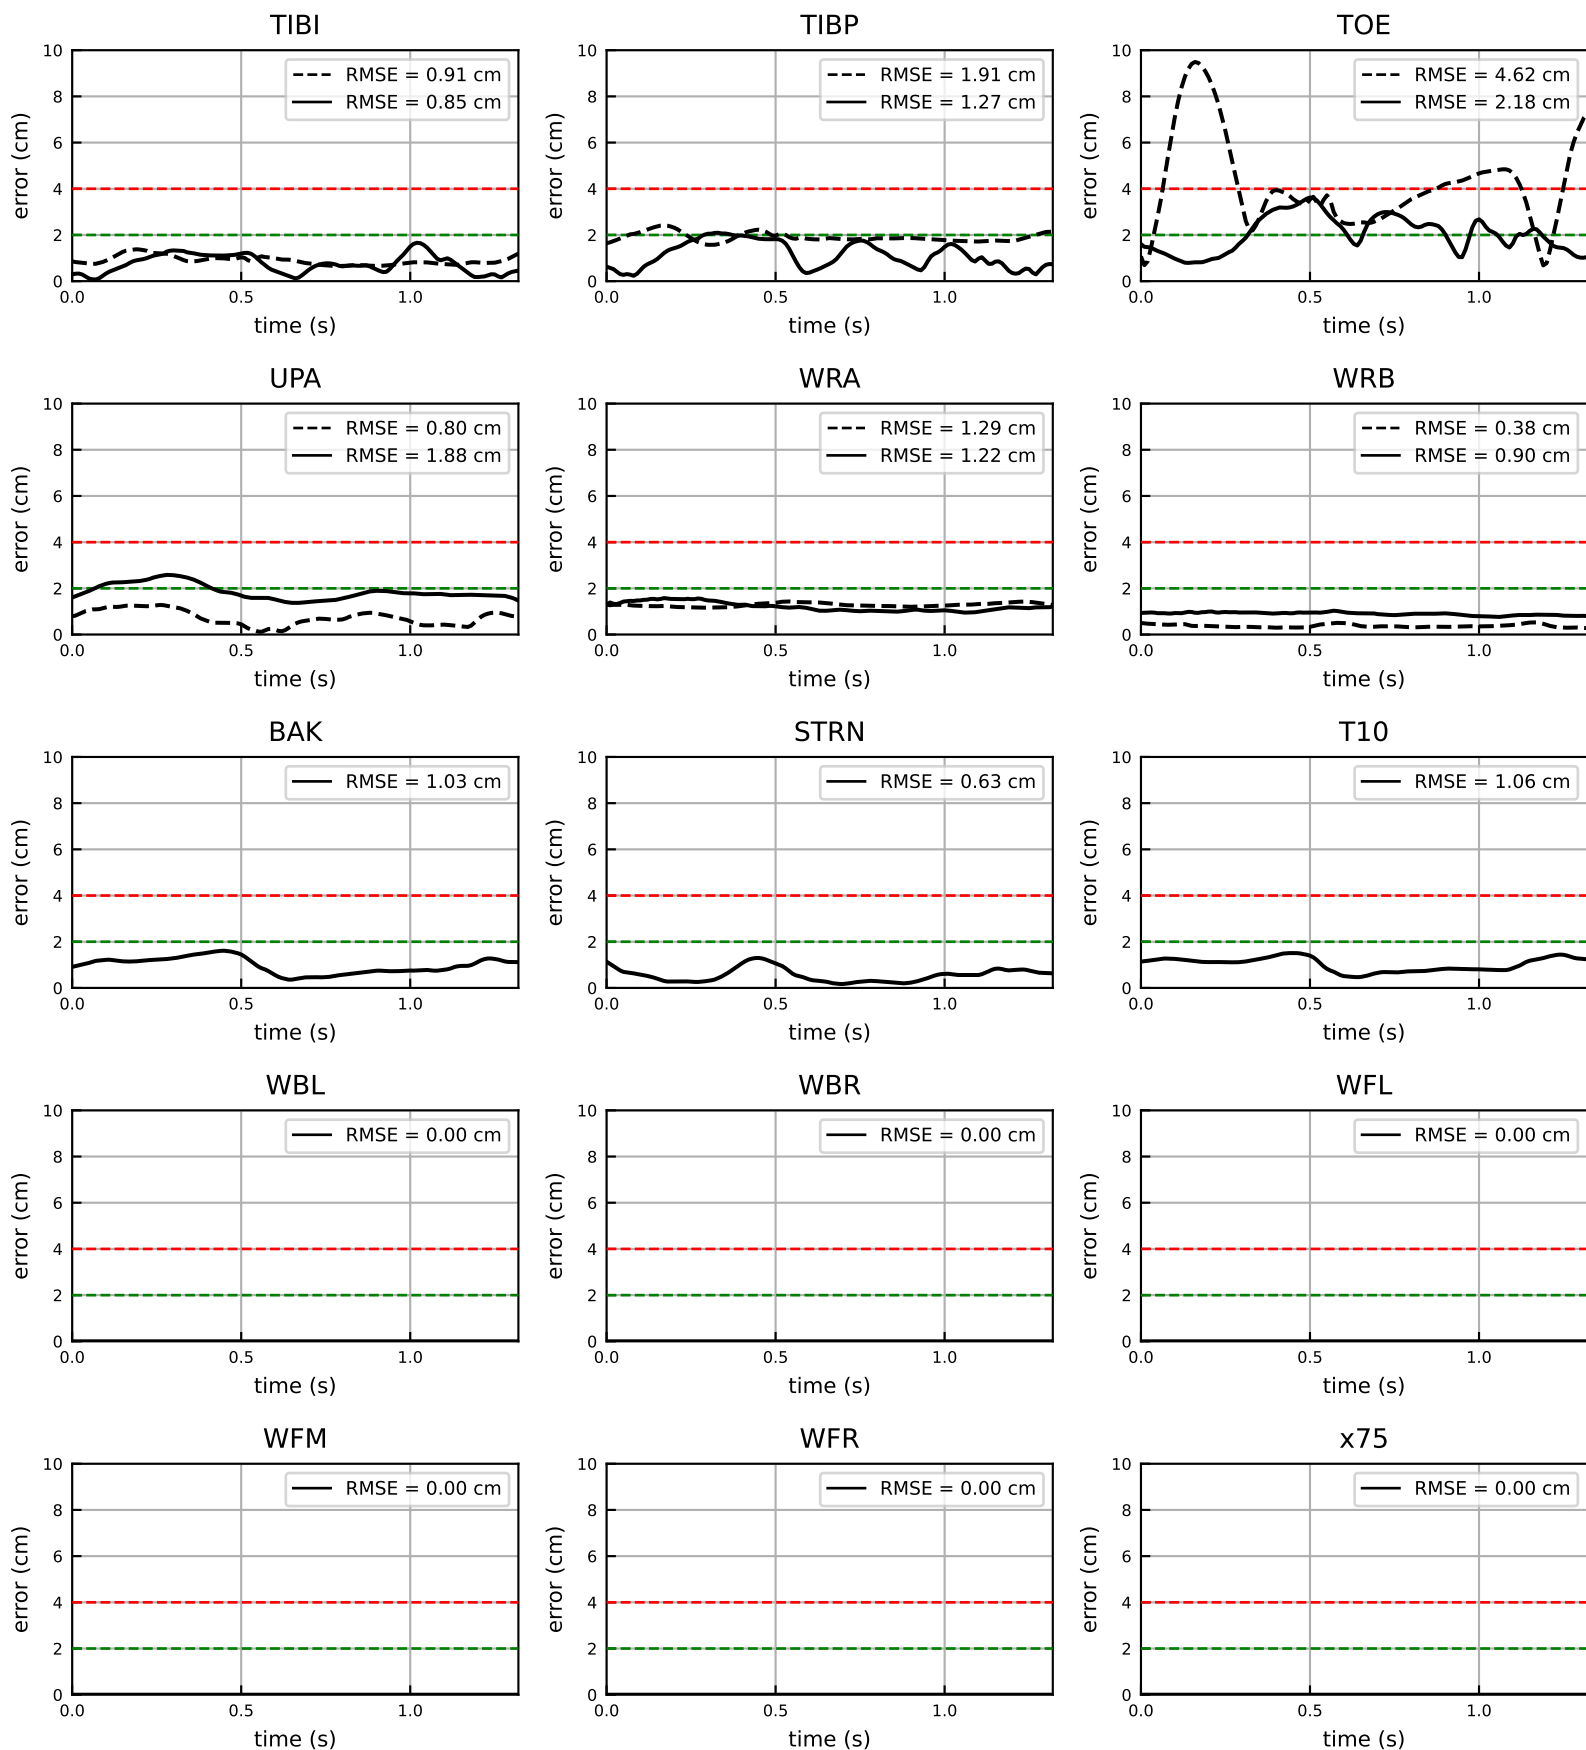 TIBI
TIBP
TOE
10
8
6
4
2
0
error (cm)
RMSE = 0.91 cm
RMSE = 0.85 cm
0.0 0.5 1.0
time (s)
10
8
6
4
2
0
error (cm)
RMSE = 1.91 cm
RMSE = 1.27 cm
0.0 0.5 1.0
time (s)
10
8
6
4
2
0
error (cm)
RMSE = 4.62 cm
RMSE = 2.18 cm
0.0 0.5 1.0
time (s)
UPA
WRA
WRB
10
8
6
4
2
0
error (cm)
RMSE = 0.80 cm
RMSE = 1.88 cm
0.0 0.5 1.0
time (s)
10
8
6
4
2
0
error (cm)
RMSE = 1.29 cm
RMSE = 1.22 cm
0.0 0.5 1.0
time (s)
10
8
6
4
2
0
error (cm)
RMSE = 0.38 cm
RMSE = 0.90 cm
0.0 0.5 1.0
time (s)
BAK
STRN
T10
10
8
6
4
2
0
error (cm)
RMSE = 1.03 cm
0.0 0.5 1.0
time (s)
10
8
6
4
2
0
error (cm)
RMSE = 0.63 cm
0.0 0.5 1.0
time (s)
10
8
6
4
2
0
error (cm)
RMSE = 1.06 cm
0.0 0.5 1.0
time (s)
WBL
WBR
WFL
10
8
6
4
2
0
error (cm)
RMSE = 0.00 cm
0.0 0.5 1.0
time (s)
10
8
6
4
2
0
error (cm)
RMSE = 0.00 cm
0.0 0.5 1.0
time (s)
10
8
6
4
2
0
error (cm)
RMSE = 0.00 cm
0.0 0.5 1.0
time (s)
WFM
WFR
x75
10
8
6
4
2
0
error (cm)
RMSE = 0.00 cm
0.0 0.5 1.0
time (s)
10
8
6
4
2
0
error (cm)
RMSE = 0.00 cm
0.0 0.5 1.0
time (s)
10
8
6
4
2
0
error (cm)
RMSE = 0.00 cm
0.0 0.5 1.0
time (s)